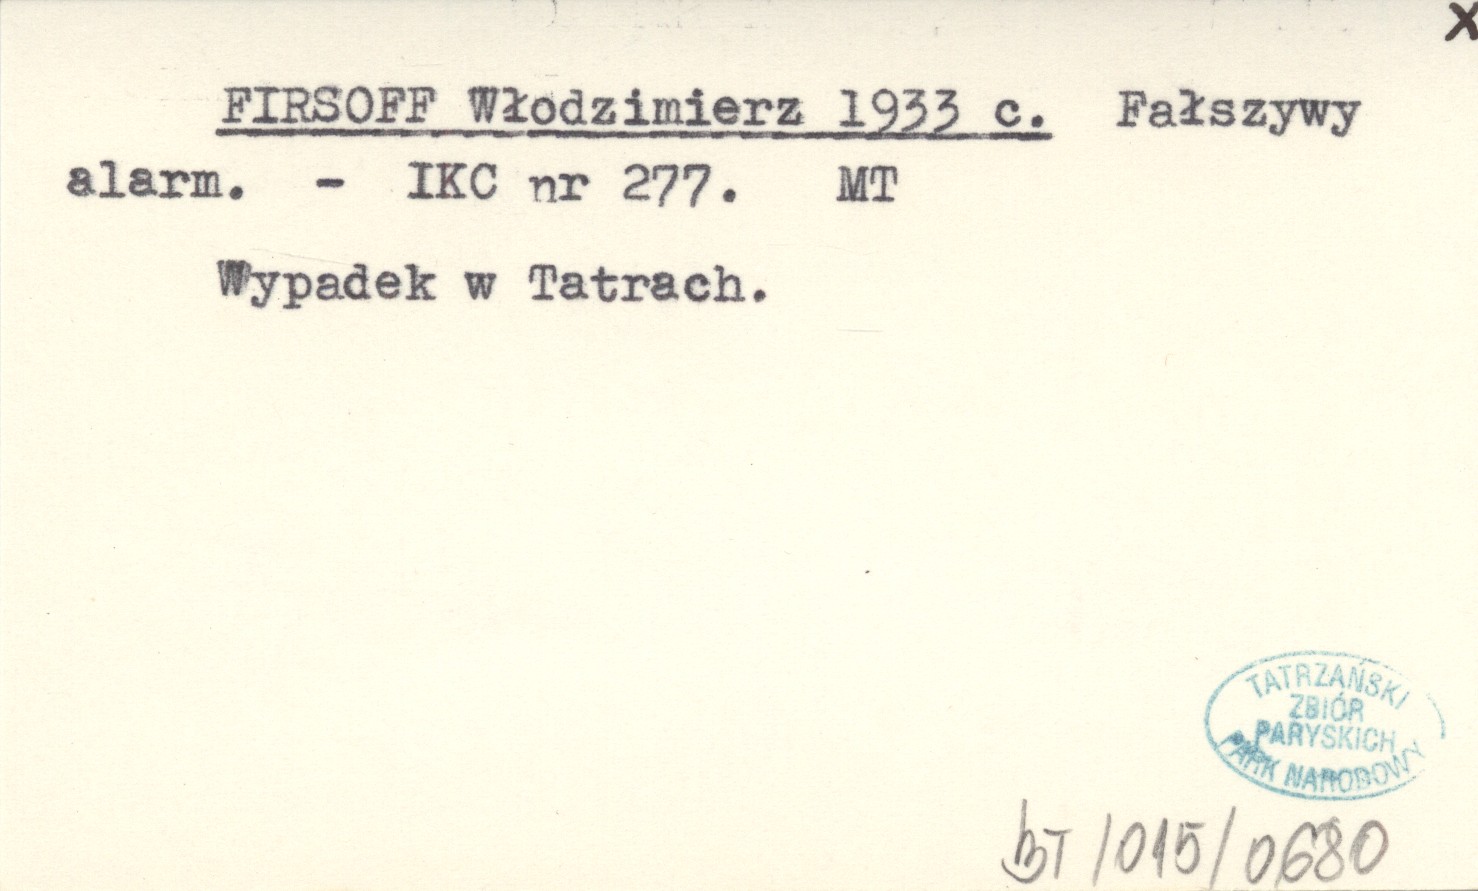 X
FIRSOFF Włodzimierz 1933 c. Fałszywy
alarm. - IKC nr 277. MT
Wypadek w Tatrach.
TATRZAŃSKI
ZBIÓR
PARYSKICH
PARK NARODOWY
BT/015/0680